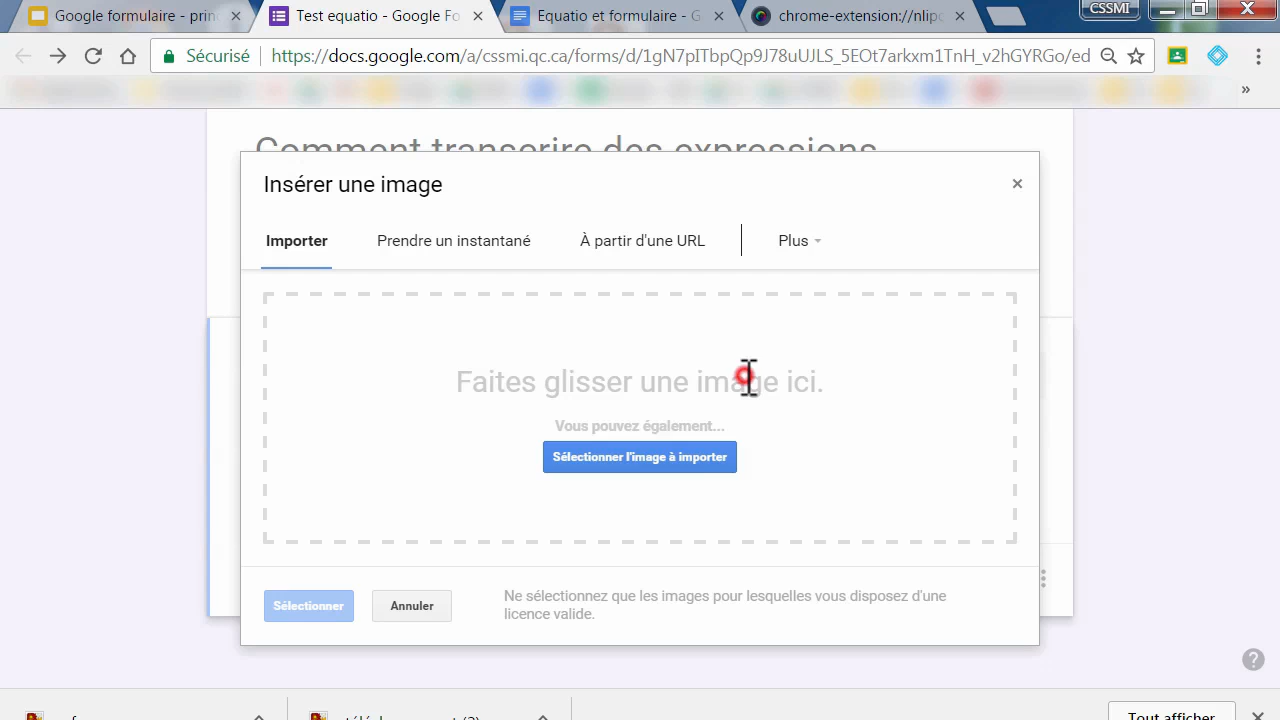 Google formulaire - prin
Test equatio - Google Fo
Equatio et formulaire - G
chrome-extension://nlipo
CSSMI
Sécurisé
https://docs.google.com/a/cssmi.qc.ca/forms/d/1gN7pITbpQp9J78uUJLS_5EOt7arkxm1TnH_v2hGYRGo/ed
»
Comment transcrire des expressions
Insérer une image
Importer
Prendre un instantané
À partir d'une URL
Plus
Faites glisser une image ici.
Vous pouvez également...
Sélectionner l'image à importer
Sélectionner
Annuler
Ne sélectionnez que les images pour lesquelles vous disposez d'une
licence valide.
Tout afficher